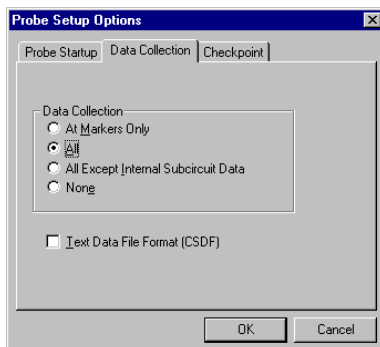 Probe Setup Options
Probe Startup Data Collection Checkpoint
Data Collection
At Markers Only
All
All Except Internal Subcircuit Data
None
Text Data File Format (CSDF)
OK Cancel